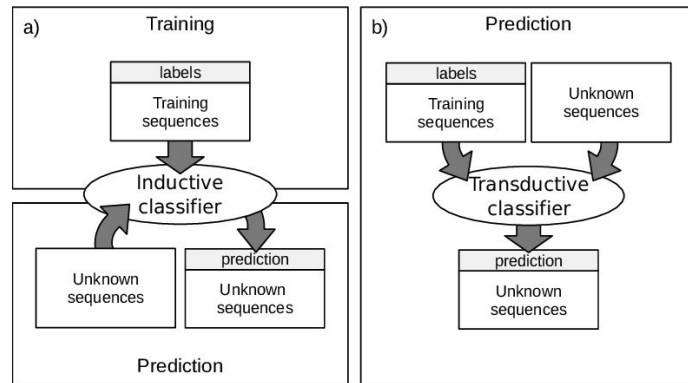 a)
Training
labels
Training
sequences
Inductive
classifier
Unknown
sequences
prediction
Unknown
sequences
Prediction
b)
Prediction
labels
Training
sequences
Unknown
sequences
Transductive
classifier
prediction
Unknown
sequences